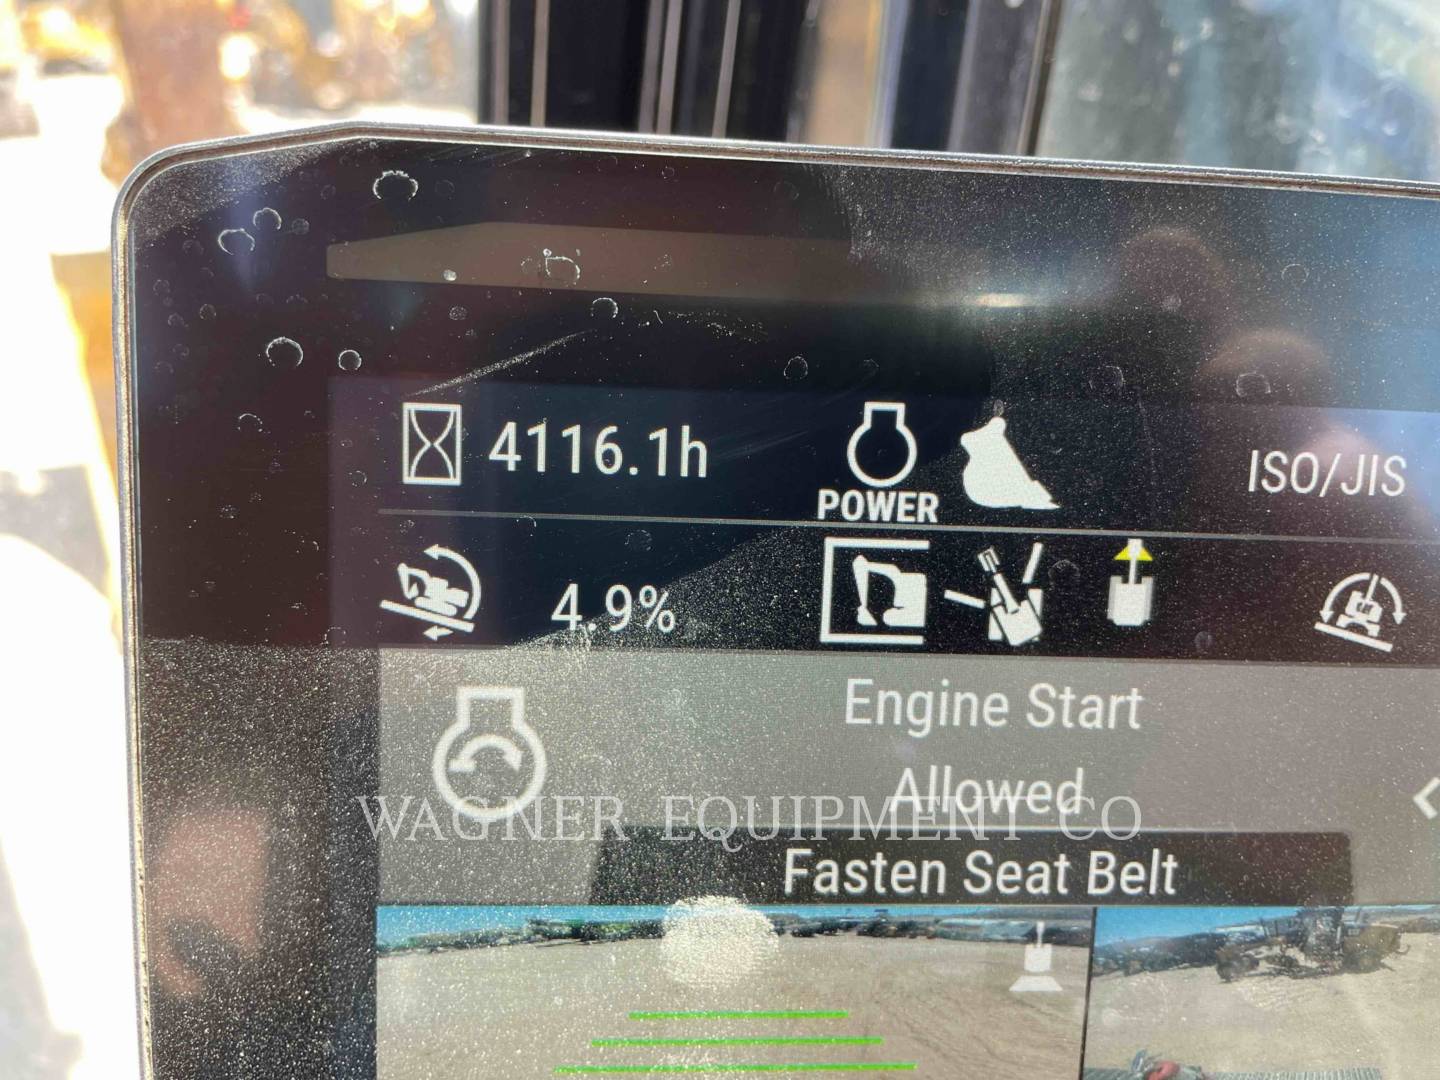 4116.1h
POWER
ISO/JIS
4.9%
Engine Start
Allowed
WAGNER EQUIPMENT CO
Fasten Seat Belt